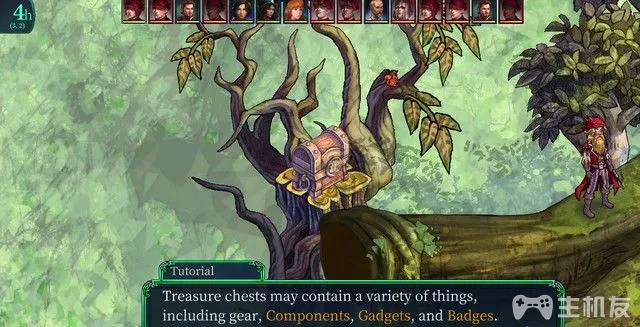 4h
(3, 2)
Tutorial
Treasure chests may contain a variety of things,
including gear, Components, Gadgets, and Badges.
主机友